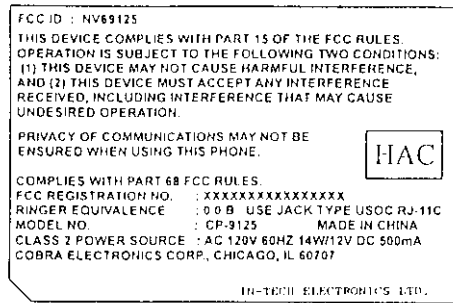 FCC ID : NV69125
THIS DEVICE COMPLIES WITH PART 15 OF THE FCC RULES.
OPERATION IS SUBJECT TO THE FOLLOWING TWO CONDITIONS:
(1) THIS DEVICE MAY NOT CAUSE HARMFUL INTERFERENCE,
AND (2) THIS DEVICE MUST ACCEPT ANY INTERFERENCE
RECEIVED, INCLUDING INTERFERENCE THAT MAY CAUSE
UNDESIRED OPERATION.
PRIVACY OF COMMUNICATIONS MAY NOT BE
ENSURED WHEN USING THIS PHONE.
HAC
COMPLIES WITH PART 68 FCC RULES.
FCC REGISTRATION NO. : XXXXXXXXXXXXXXXX
RINGER EQUIVALENCE : 0 0 B USE JACK TYPE USOC RJ-11C
MODEL NO. : CP-9125 MADE IN CHINA
CLASS 2 POWER SOURCE : AC 120V 60HZ 14W/12V DC 500mA
COBRA ELECTRONICS CORP., CHICAGO, IL 60707
IN-TECH ELECTRONICS LTD.